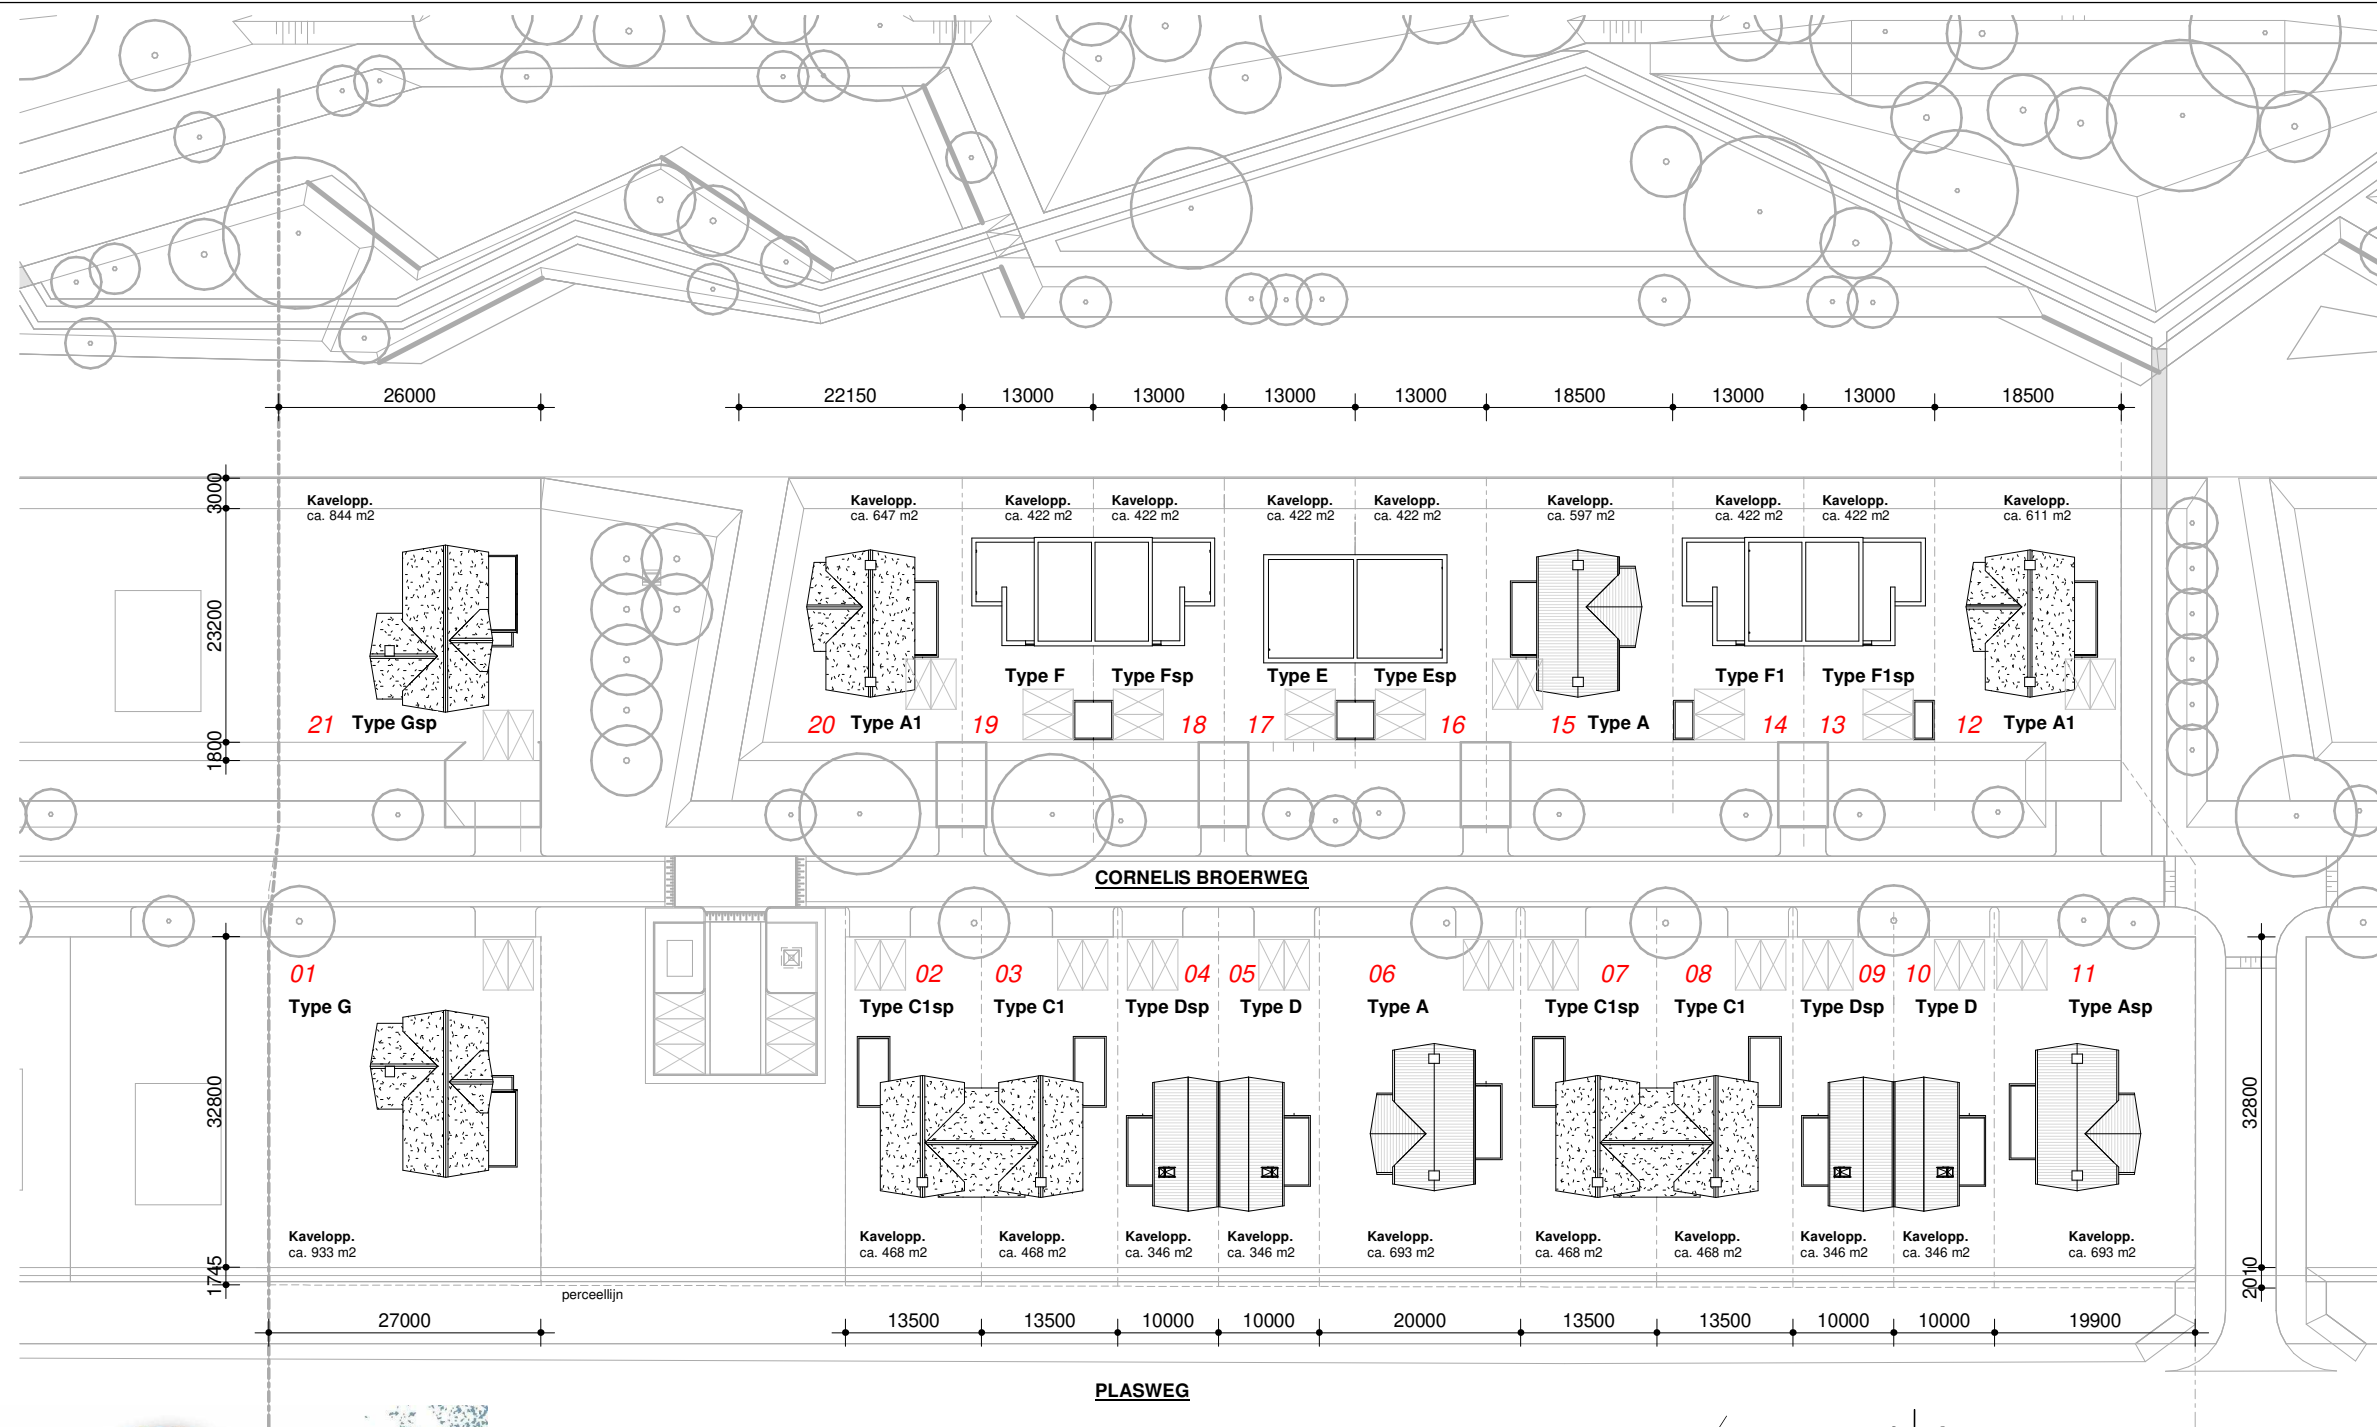 26000
22150 13000 13000 13000 13000 18500 13000 13000 18500
3000
23200
1800
Kavelopp.
ca. 844 m2
Kavelopp.
ca. 647 m2
Kavelopp.
ca. 422 m2
Kavelopp.
ca. 422 m2
Kavelopp.
ca. 422 m2
Kavelopp.
ca. 422 m2
Kavelopp.
ca. 597 m2
Kavelopp.
ca. 422 m2
Kavelopp.
ca. 422 m2
Kavelopp.
ca. 611 m2
Type F
Type Fsp
Type E
Type Esp
Type F1
Type F1sp
21 Type Gsp
20 Type A1
19
18
17
16
15 Type A
14
13
12 Type A1
CORNELIS BROERWEG
01
Type G
02
Type C1sp
03
Type C1
04
Type Dsp
05
Type D
06
Type A
07
Type C1sp
08
Type C1
09
Type Dsp
10
Type D
11
Type Asp
32800
1745
32800
2010
Kavelopp.
ca. 933 m2
Kavelopp.
ca. 468 m2
Kavelopp.
ca. 468 m2
Kavelopp.
ca. 346 m2
Kavelopp.
ca. 346 m2
Kavelopp.
ca. 693 m2
Kavelopp.
ca. 468 m2
Kavelopp.
ca. 468 m2
Kavelopp.
ca. 346 m2
Kavelopp.
ca. 346 m2
Kavelopp.
ca. 693 m2
perceellijn
27000 13500 13500 10000 10000 20000 13500 13500 10000 10000 19900
PLASWEG